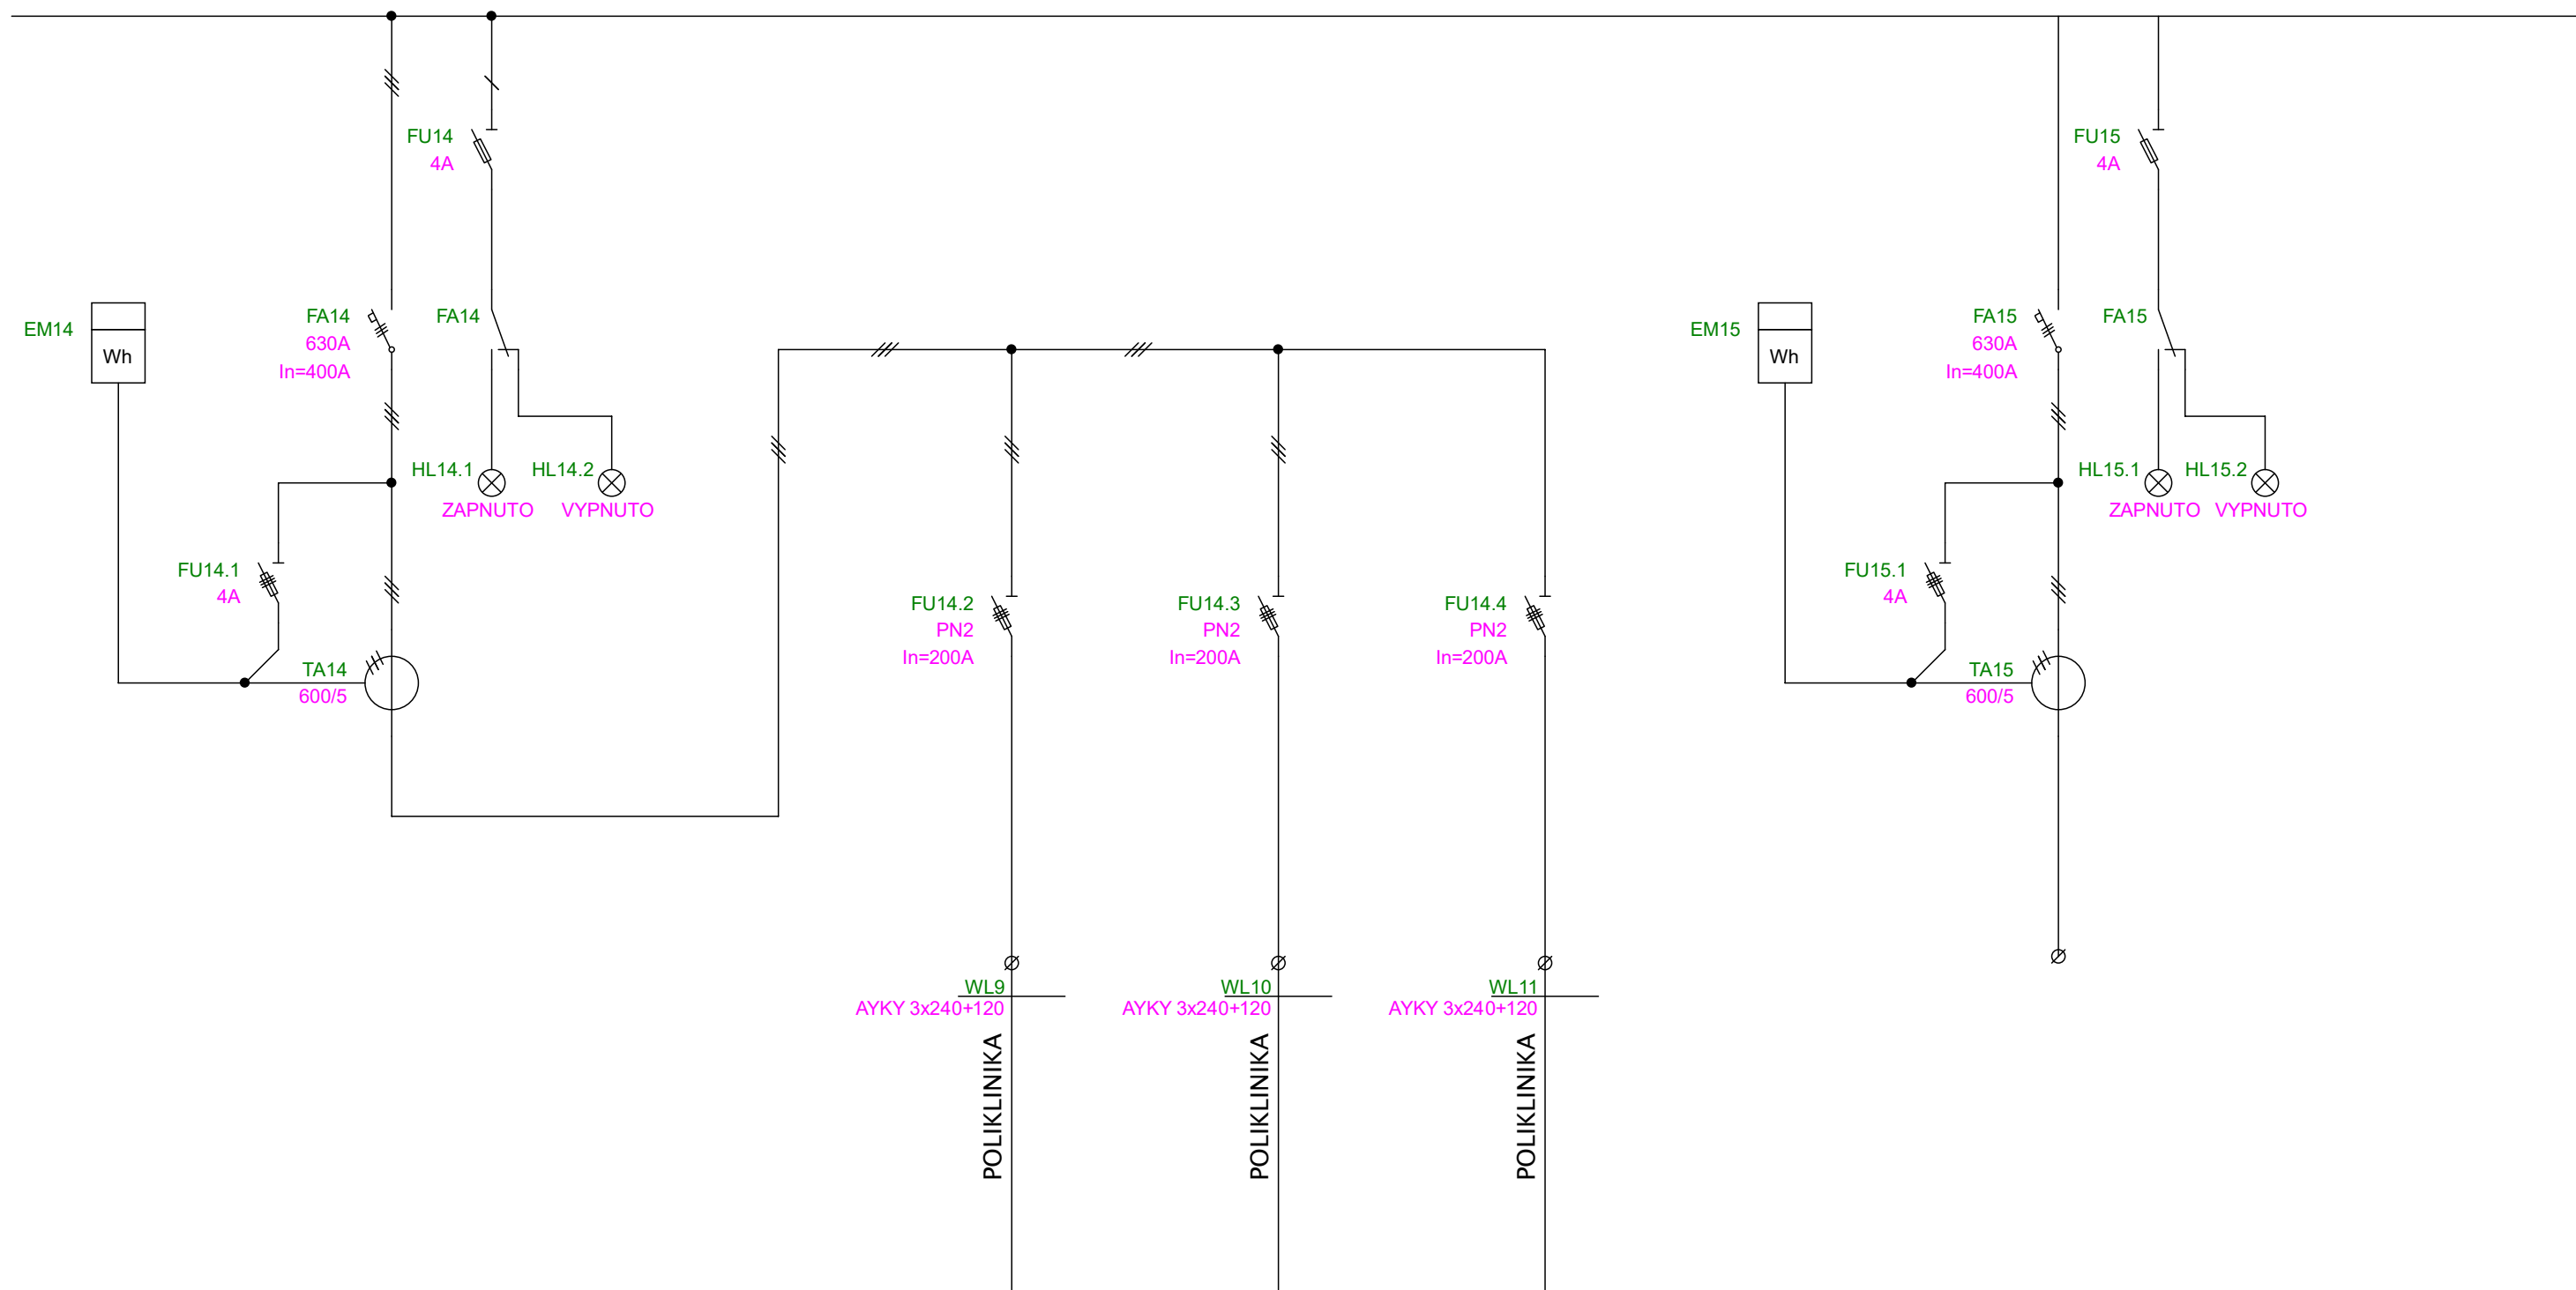 FU14
4A
FU15
4A
EM14
Wh
FA14
630A
In=400A
FA14
EM15
Wh
FA15
630A
In=400A
FA15
HL14.1
ZAPNUTO
HL14.2
VYPNUTO
HL15.1
ZAPNUTO
HL15.2
VYPNUTO
FU14.1
4A
FU14.2
PN2
In=200A
FU14.3
PN2
In=200A
FU14.4
PN2
In=200A
FU15.1
4A
TA14
600/5
TA15
600/5
WL9
AYKY 3x240+120
WL10
AYKY 3x240+120
WL11
AYKY 3x240+120
POLIKLINIKA
POLIKLINIKA
POLIKLINIKA